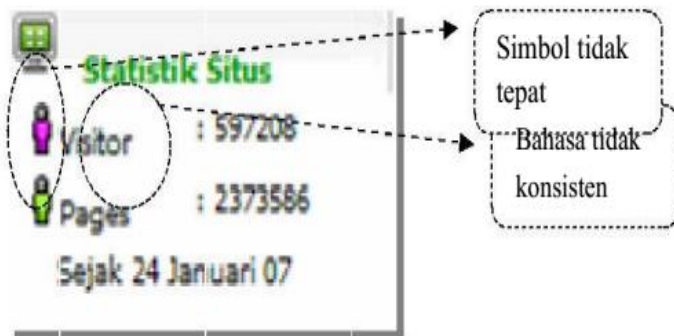 Statistik Situs
Visitor : 597208
Pages : 2373586
Sejak 24 Januari 07
Simbol tidak
tepat
Bahasa tidak
konsisten